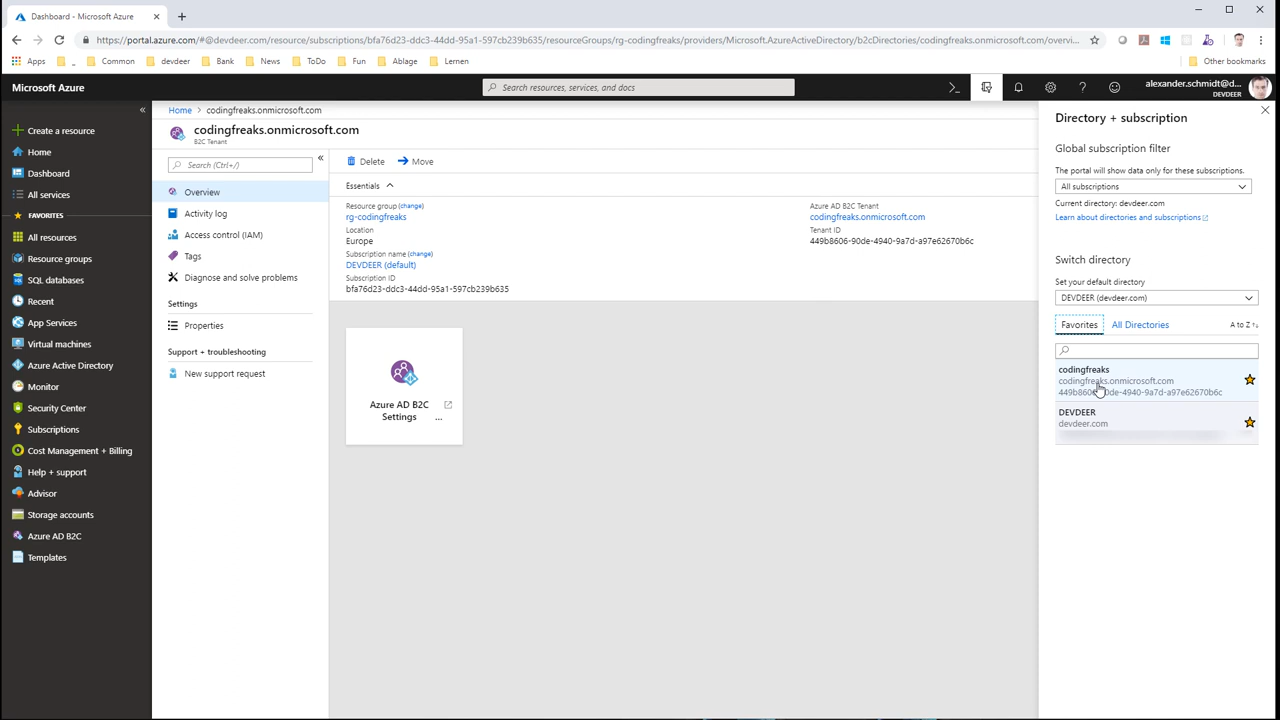 Dashboard - Microsoft Azure
https://portal.azure.com/#@devdeer.com/resource/subscriptions/bfa76d23-ddc3-44dd-95a1-597cb239b635/resourceGroups/rg-codingfreaks/providers/Microsoft.AzureActiveDirectory/b2cDirectories/codingfreaks.onmicrosoft.com/overvi...
Apps _ Common devdeer Bank News ToDo Fun Ablage Lernen Other bookmarks
Microsoft Azure
Search resources, services, and docs
alexander.schmidt@d...
DEVDEER
Create a resource
Home
Dashboard
All services
FAVORITES
All resources
Resource groups
SQL databases
Recent
App Services
Virtual machines
Azure Active Directory
Monitor
Security Center
Subscriptions
Cost Management + Billing
Help + support
Advisor
Storage accounts
Azure AD B2C
Templates
Home > codingfreaks.onmicrosoft.com
codingfreaks.onmicrosoft.com
B2C Tenant
Search (Ctrl+/)
Overview
Activity log
Access control (IAM)
Tags
Diagnose and solve problems
Settings
Properties
Support + troubleshooting
New support request
Delete Move
Essentials
Resource group (change)
rg-codingfreaks
Location
Europe
Subscription name (change)
DEVDEER (default)
Subscription ID
bfa76d23-ddc3-44dd-95a1-597cb239b635
Azure AD B2C Tenant
codingfreaks.onmicrosoft.com
Tenant ID
449b8606-90de-4940-9a7d-a97e62670b6c
Azure AD B2C
Settings
...
Directory + subscription
Global subscription filter
The portal will show data only for these subscriptions.
All subscriptions
Current directory: devdeer.com
Learn about directories and subscriptions
Switch directory
Set your default directory
DEVDEER (devdeer.com)
Favorites All Directories A to Z
codingfreaks
codingfreaks.onmicrosoft.com
449b860 0de-4940-9a7d-a97e62670b6c
DEVDEER
devdeer.com